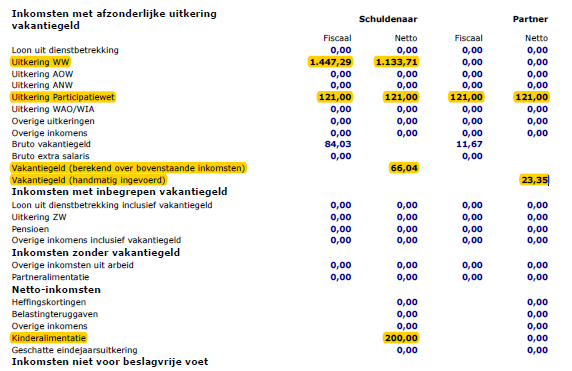 Inkomsten met afzonderlijke uitkering
vakantiegeld
Schuldenaar Partner
Fiscaal Netto Fiscaal Netto
Loon uit dienstbetrekking 0,00 0,00 0,00 0,00
Uitkering WW 1.447,29 1.133,71 0,00 0,00
Uitkering AOW 0,00 0,00 0,00 0,00
Uitkering ANW 0,00 0,00 0,00 0,00
Uitkering Participatiewet 121,00 121,00 121,00 121,00
Uitkering WAO/WIA 0,00 0,00 0,00 0,00
Overige uitkeringen 0,00 0,00 0,00 0,00
Overige inkomens 0,00 0,00 0,00 0,00
Bruto vakantiegeld 84,03 11,67
Bruto extra salaris 0,00 0,00
Vakantiegeld (berekend over bovenstaande inkomsten) 66,04
Vakantiegeld (handmatig ingevoerd) 23,35
Inkomsten met inbegrepen vakantiegeld
Loon uit dienstbetrekking inclusief vakantiegeld 0,00 0,00 0,00 0,00
Uitkering ZW 0,00 0,00 0,00 0,00
Pensioen 0,00 0,00 0,00 0,00
Overige inkomens inclusief vakantiegeld 0,00 0,00 0,00 0,00
Inkomsten zonder vakantiegeld
Overige inkomsten uit arbeid 0,00 0,00 0,00 0,00
Partneralimentatie 0,00 0,00 0,00 0,00
Netto-inkomsten
Heffingskortingen 0,00 0,00
Belastingteruggaven 0,00 0,00
Overige inkomens 0,00 0,00
Kinderalimentatie 200,00 0,00
Geschatte eindejaarsuitkering 0,00 0,00
Inkomsten niet voor beslagvrije voet